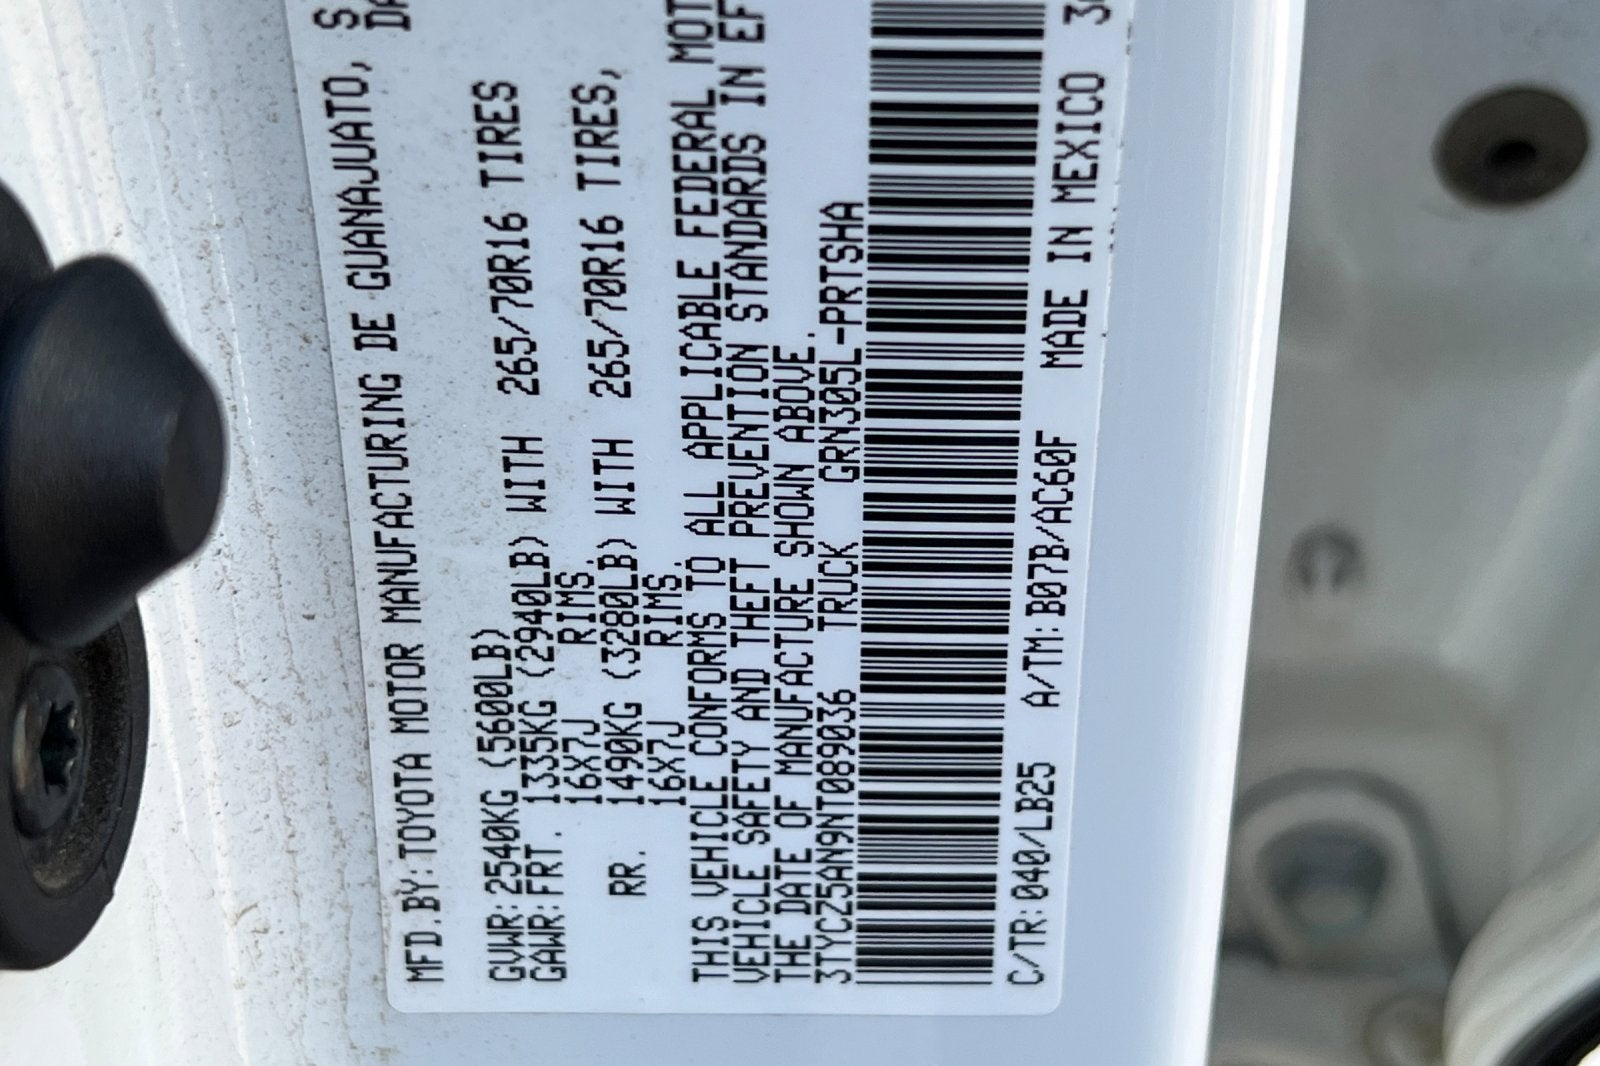 MFD.BY:TOYOTA MOTOR MANUFACTURING DE GUANAJUATO, S
GVWR:2540KG (5600LB)
GAWR:FRT. 1335KG (2940LB) WITH 265/70R16 TIRES
16X7J RIMS.
RR. 1490KG (3280LB) WITH 265/70R16 TIRES,
16X7J RIMS.
THIS VEHICLE CONFORMS TO ALL APPLICABLE FEDERAL MOT
VEHICLE SAFETY AND THEFT PREVENTION STANDARDS IN EF
THE DATE OF MANUFACTURE SHOWN ABOVE.
3TYCZ5AN9NT089036 TRUCK GRN305L-PRTSHA
C/TR:040/LB25 A/TM:B07B/AC60F MADE IN MEXICO